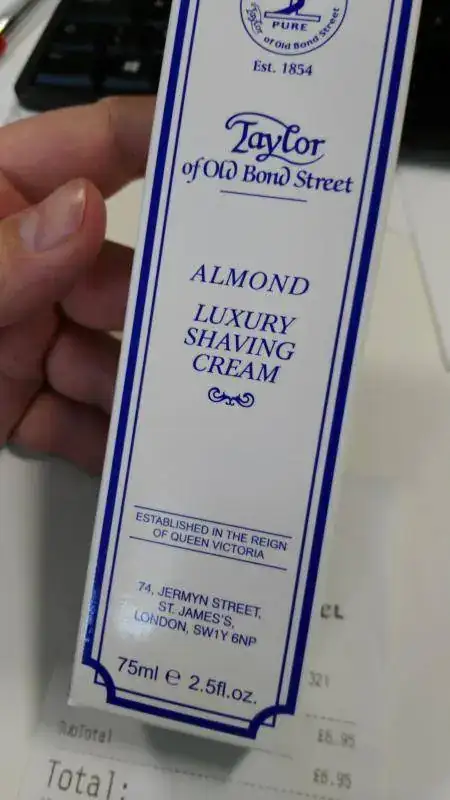 PURE
Taylor of Old Bond Street
Est. 1854
Taylor
of Old Bond Street
ALMOND
LUXURY
SHAVING
CREAM
ESTABLISHED IN THE REIGN
OF QUEEN VICTORIA
74, JERMYN STREET,
ST. JAMES'S,
LONDON, SW1Y 6NP
75ml e 2.5fl.oz.
321
£6.95
SubTotal
£6.95
Total: